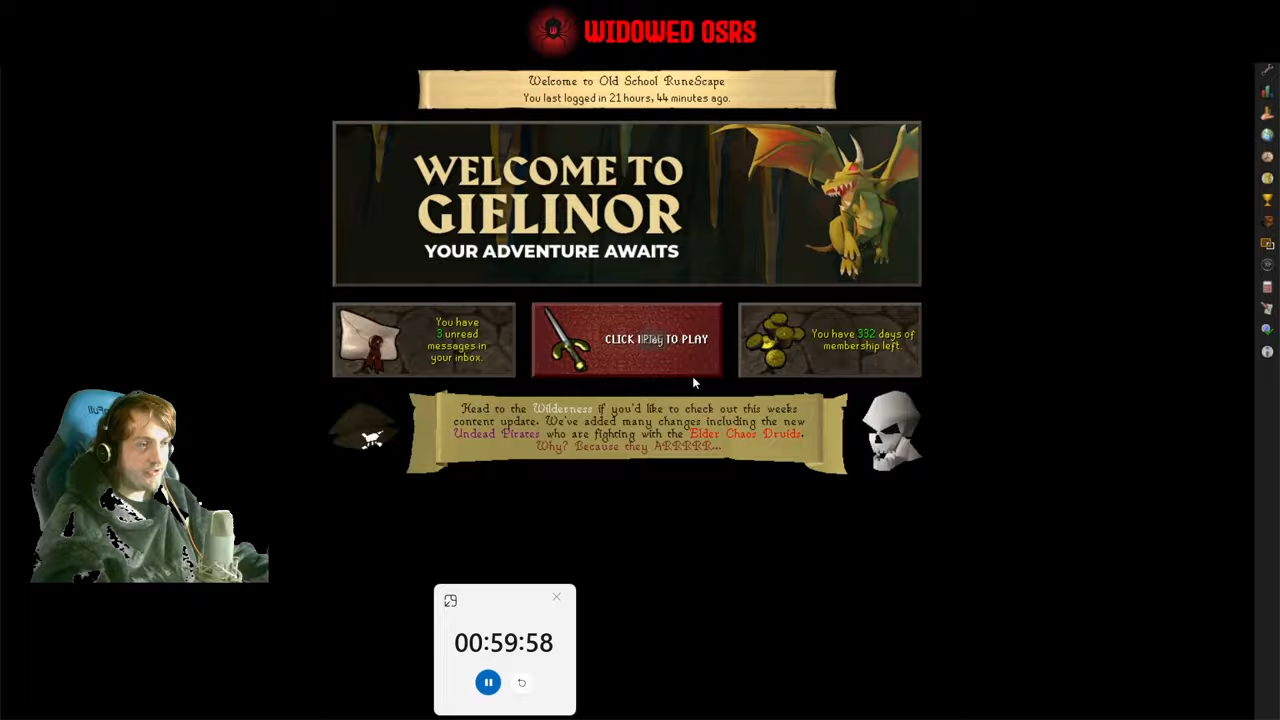 WIDOWED OSRS
Welcome to Old School RuneScape
You last logged in 21 hours, 44 minutes ago.
WELCOME TO
GIELINOR
YOUR ADVENTURE AWAITS
You have
3 unread
messages in
your inbox.
CLICK TO PLAY
Play
You have 332 days of
membership left.
Head to the Wilderness if you'd like to check out this weeks
content update. We've added many changes including the new
Undead Pirates who are fighting with the Elder Chaos Druids.
Why? Because they ARRRRR...
00:59:58